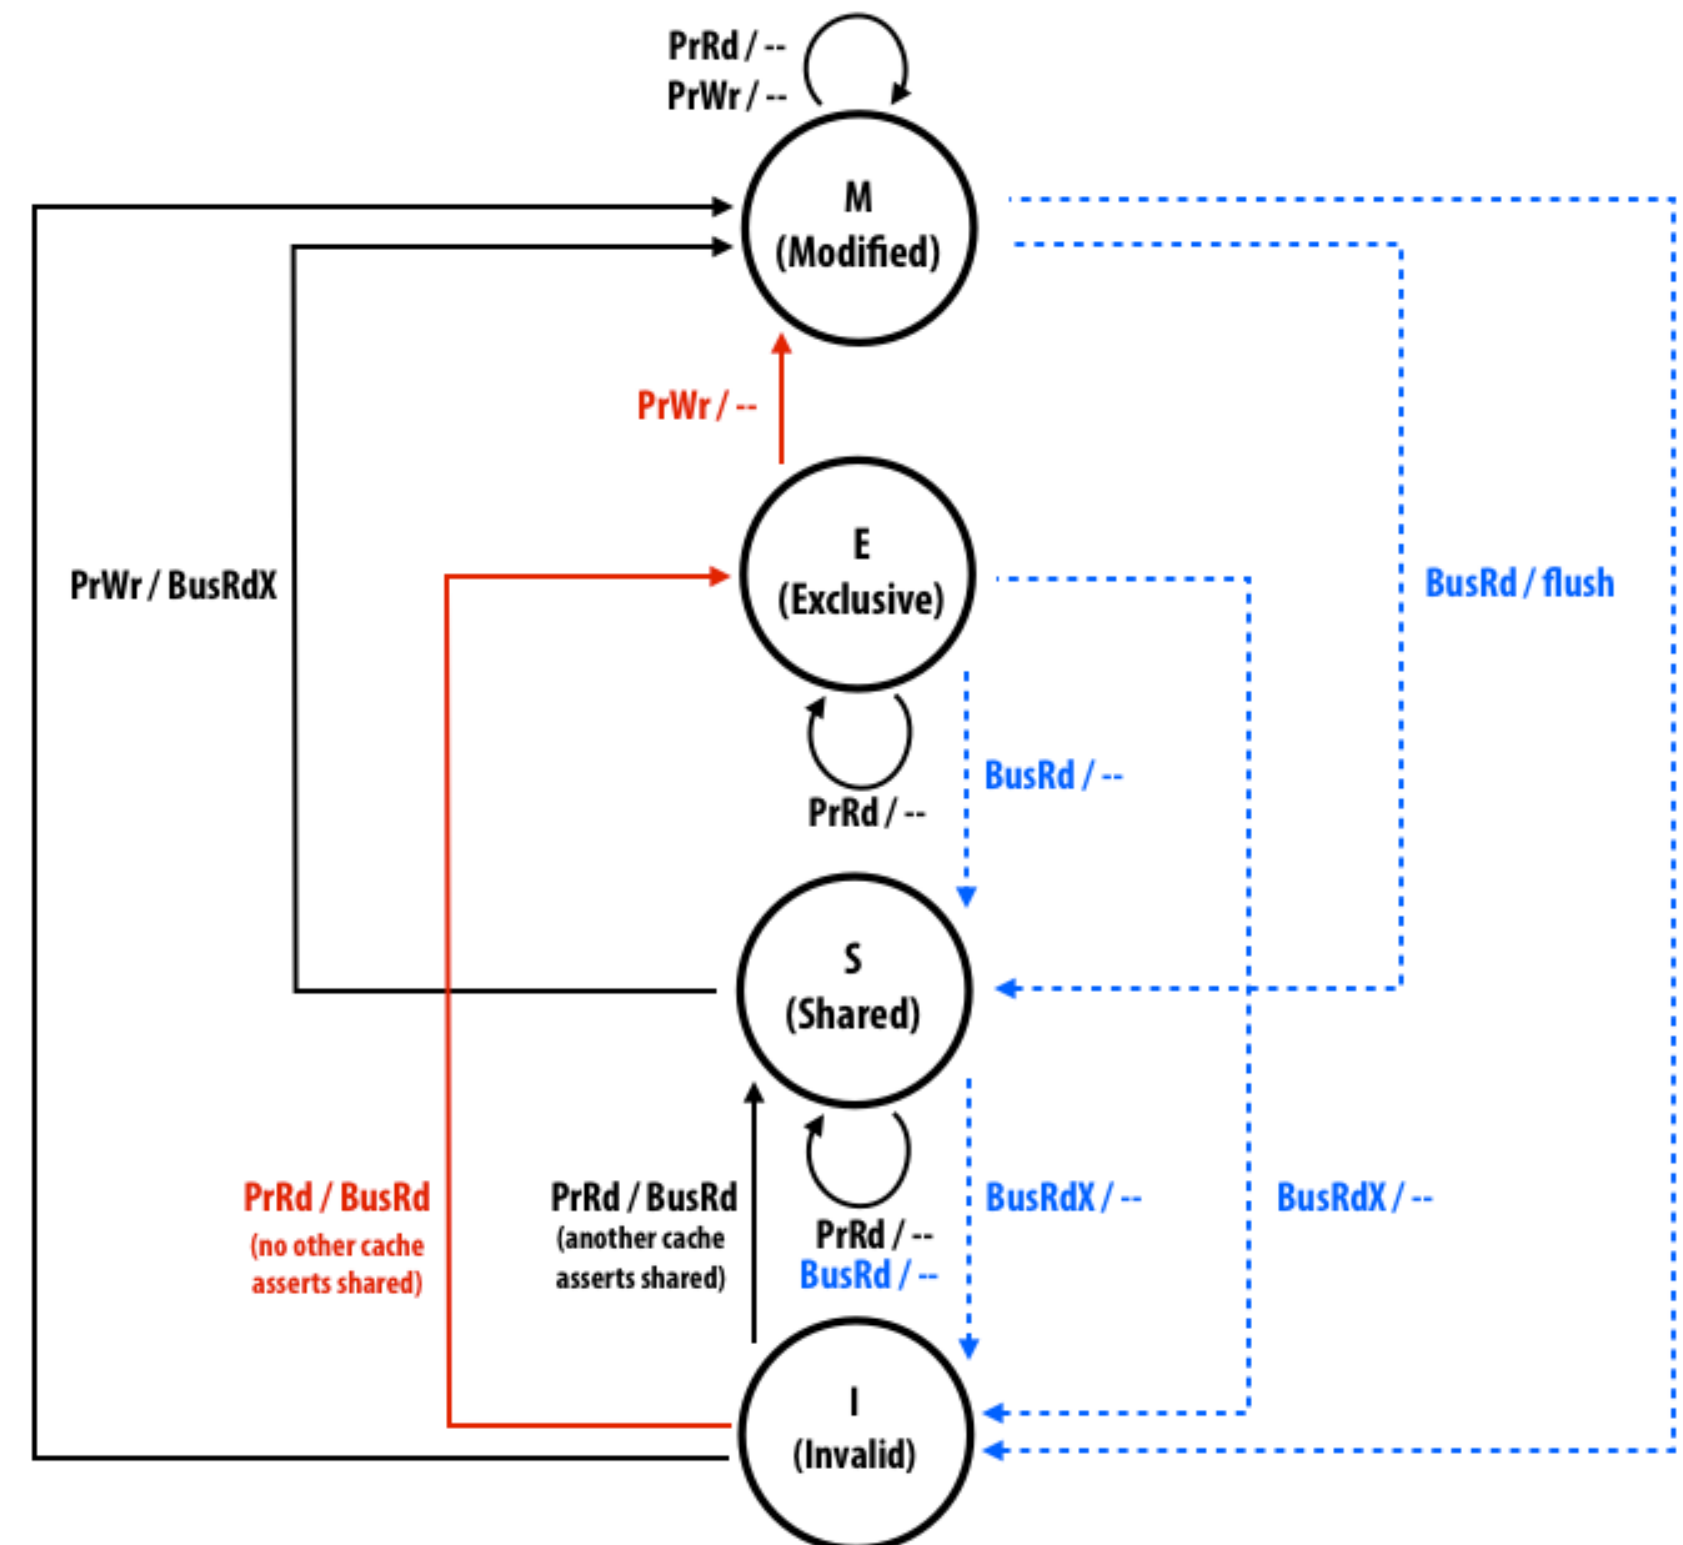 PrRd / --
PrWr / --
M
(Modified)
PrWr / --
E
(Exclusive)
PrWr / BusRdX
BusRd / flush
BusRd / --
PrRd / --
S
(Shared)
PrRd / BusRd
(no other cache
asserts shared)
PrRd / BusRd
(another cache
asserts shared)
PrRd / --
BusRd / --
BusRdX / --
BusRdX / --
I
(Invalid)